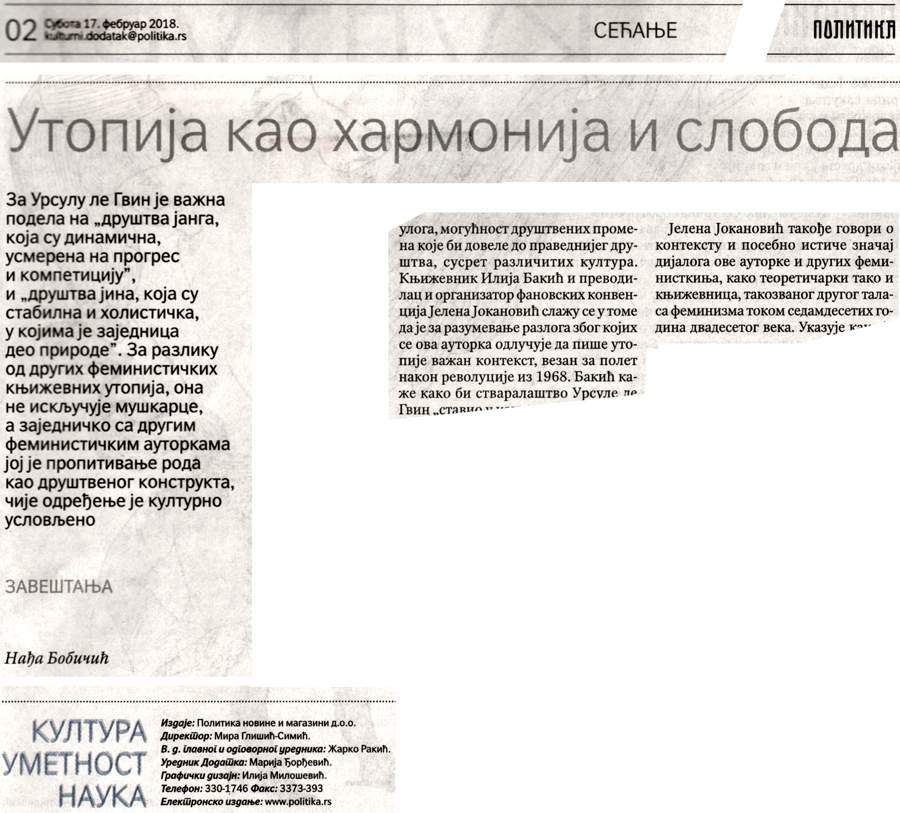 02 Субота 17. фебруар 2018.
kulturni.dodatak@politika.rs
СЕЋАЊЕ
ПОЛИТИКА
Утопија као хармонија и слобода
За Урсулу ле Гвин је важна
подела на „друштва јанга,
која су динамична,
усмерена на прогрес
и компетицију”,
и „друштва јина, која су
стабилна и холистичка,
у којима је заједница
део природе”. За разлику
од других феминистичких
књижевних утопија, она
не искључује мушкарце,
а заједничко са другим
феминистичким ауторкама
јој је пропитивање рода
као друштвеног конструкта,
чије одређење је културно
условљено
ЗАВЕШТАЊА
Нађа Бобичић
улога, могућност друштвених проме-
на које би довеле до праведнијег дру-
штва, сусрет различитих култура.
Књижевник Илија Бакић и преводи-
лац и организатор фановских конвен-
ција Јелена Јокановић слажу се у томе
да је за разумевање разлога због којих
се ова ауторка одлучује да пише уто-
пије важан контекст, везан за полет
након револуције из 1968. Бакић ка-
же како би стваралаштво Урсуле ле
Гвин „ставио у
Јелена Јокановић такође говори о
контексту и посебно истиче значај
дијалога ове ауторке и других феми-
нисткиња, како теоретичарки тако и
књижевница, такозваног другог тала-
са феминизма током седамдесетих го-
дина двадесетог века. Указује
КУЛТУРА
УМЕТНОСТ
НАУКА
Издаје: Политика новине и магазини д.о.о.
Директор: Мира Глишић-Симић.
В. д. главног и одговорног уредника: Жарко Ракић.
Уредник Додатка: Марија Ђорђевић.
Графички дизајн: Илија Милошевић.
Телефон: 330-1746 Факс: 3373-393
Електронско издање: www.politika.rs